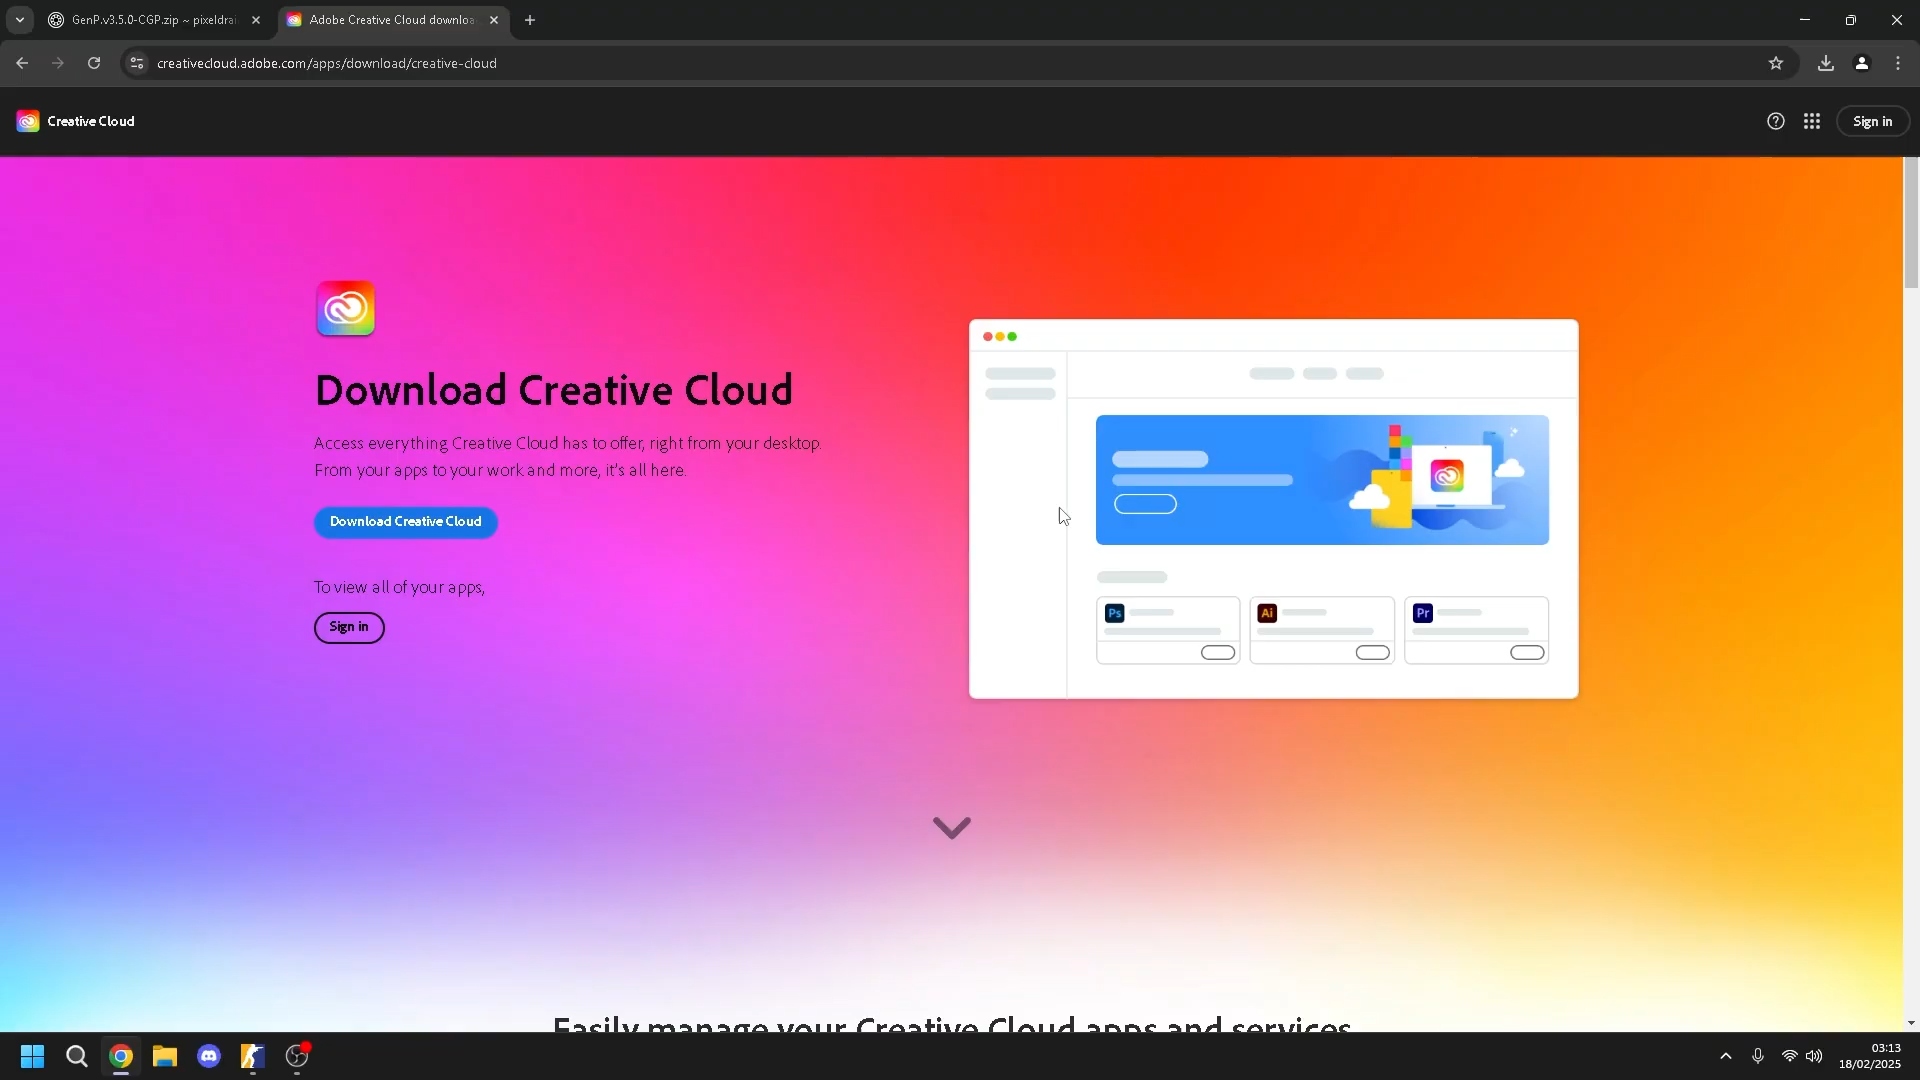 GenP.v3.5.0-CGP.zip ~ pixeldrai
Adobe Creative Cloud downloa
creativecloud.adobe.com/apps/download/creative-cloud
Creative Cloud
Sign in
Download Creative Cloud
Access everything Creative Cloud has to offer, right from your desktop.
From your apps to your work and more, it's all here.
Download Creative Cloud
To view all of your apps,
Sign in
Ps
Ai
Pr
Easily manage your Creative Cloud apps and services
03:13
18/02/2025